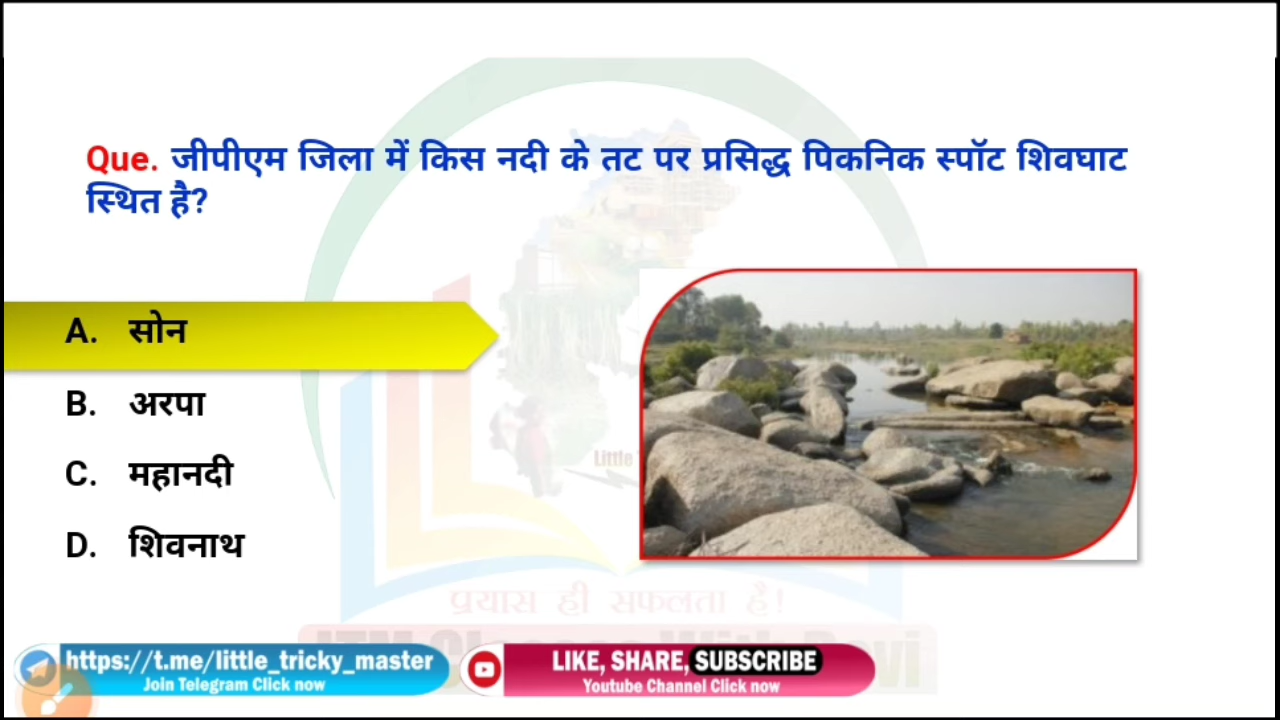 Que. जीपीएम जिला में किस नदी के तट पर प्रसिद्ध पिकनिक स्पॉट शिवघाट
स्थित है?
A. सोन
B. अरपा
C. महानदी
D. शिवनाथ
Little
प्रयास ही सफलता है!
https://t.me/little_tricky_master
Join Telegram Click now
LIKE, SHARE, SUBSCRIBE
Youtube Channel Click now